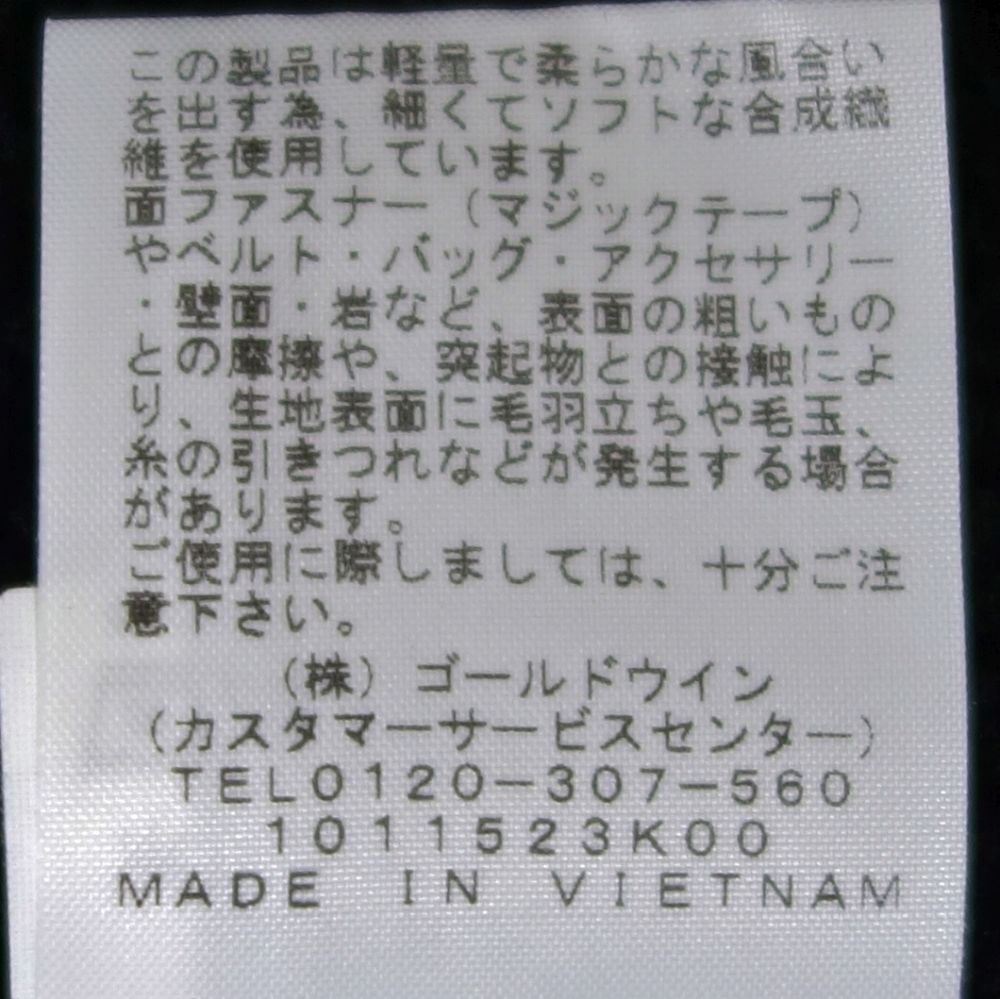 この製品は軽量で柔らかな風合い
を出す為、細くてソフトな合成繊
維を使用しています。
面ファスナー（マジックテープ）
やベルト・バッグ・アクセサリー
・壁面・岩など、表面の粗いもの
との摩擦や、突起物との接触によ
り、生地表面に毛羽立ちや毛玉、
糸の引きつれなどが発生する場合
があります。
ご使用に際しましては、十分ご注
意下さい。
（株）ゴールドウイン
（カスタマーサービスセンター）
TEL0120-307-560
1011523K00
MADE IN VIETNAM